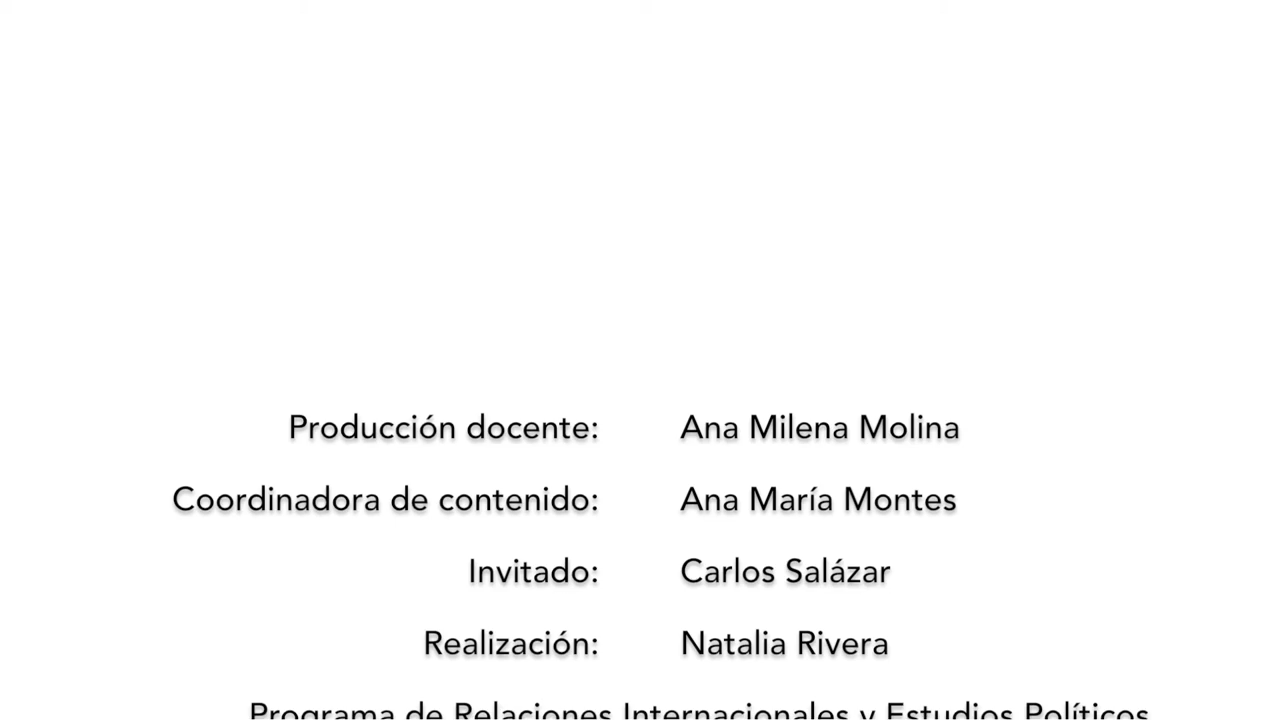 Producción docente: Ana Milena Molina
Coordinadora de contenido: Ana María Montes
Invitado: Carlos Salázar
Realización: Natalia Rivera
Programa de Relaciones Internacionales y Estudios Políticos